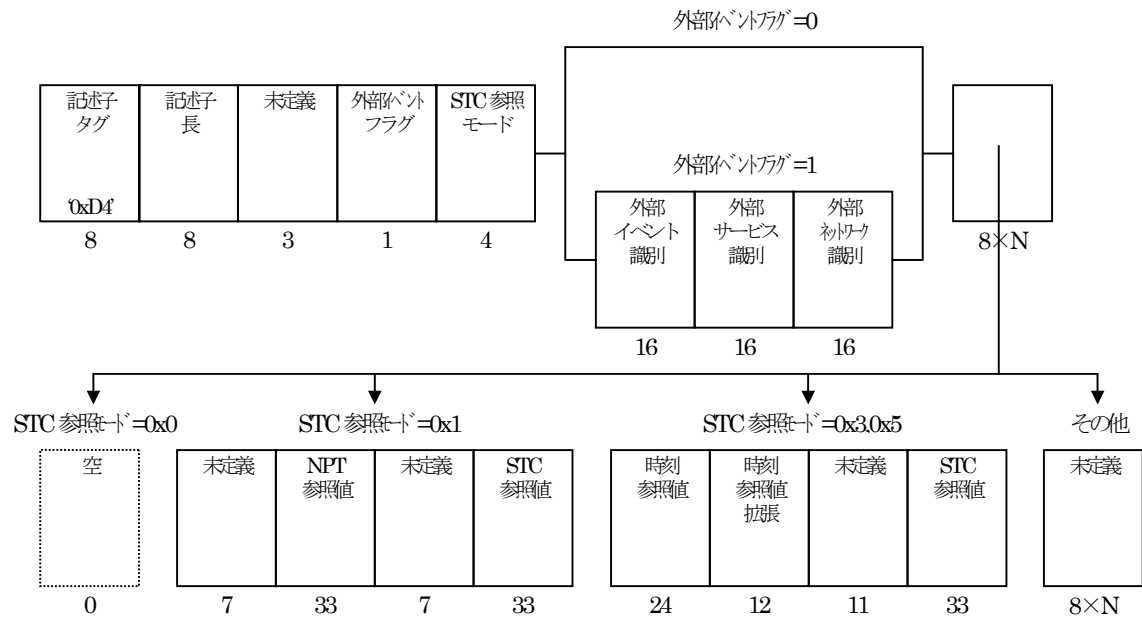 外部イベントフラグ=0
記述子
タグ
'0xD4'
記述子
長
未定義
外部イベント
フラグ
STC 参照
モード
8
8
3
1
4
外部イベントフラグ=1
外部
イベント
識別
外部
サービス
識別
外部
ネットワーク
識別
16
16
16
8×N
STC 参照モード=0x0
STC 参照モード=0x1
STC 参照モード=0x3,0x5
その他
空
未定義
NPT
参照値
未定義
STC
参照値
時刻
参照値
時刻
参照値
拡張
未定義
STC
参照値
未定義
0
7
33
7
33
24
12
11
33
8×N